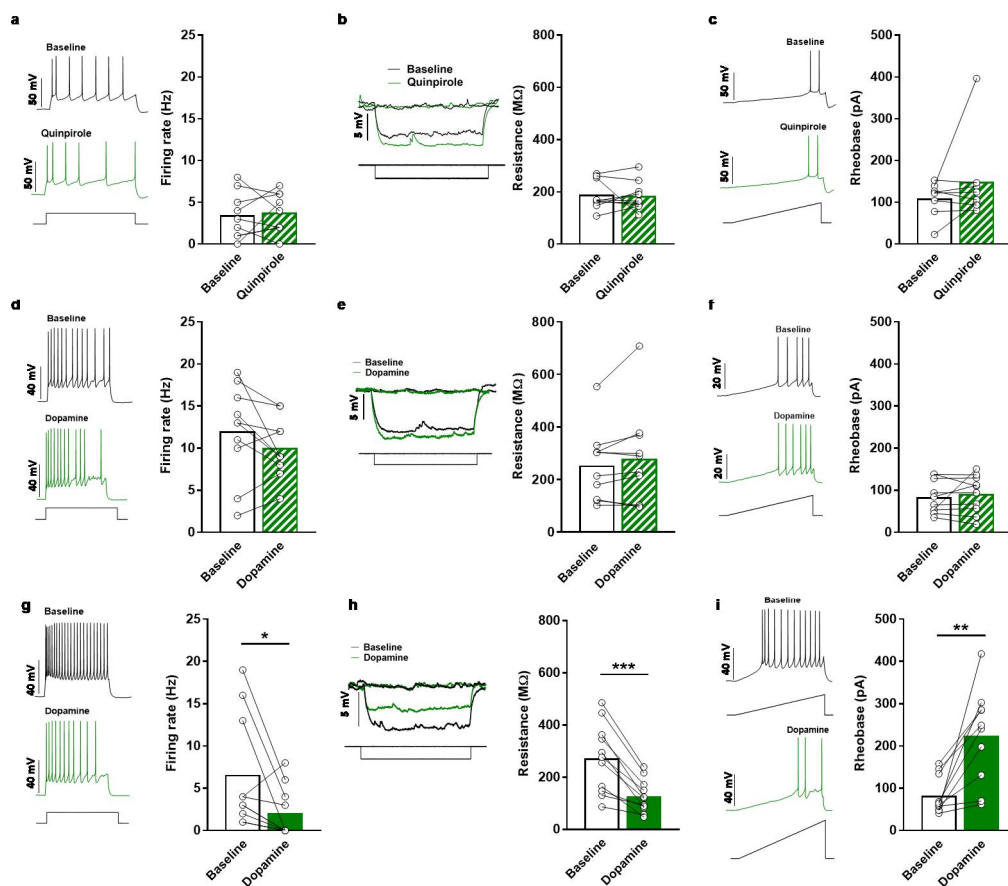 a
Baseline
50 mV
Quinpirole
50 mV
Firing rate (Hz)
25
20
15
10
5
0
Baseline
Quinpirole
b
Baseline
Quinpirole
5 mV
Resistance (MΩ)
800
600
400
200
0
Baseline
Quinpirole
c
Baseline
50 mV
Quinpirole
50 mV
Rheobase (pA)
500
400
300
200
100
0
Baseline
Quinpirole
d
Baseline
40 mV
Dopamine
40 mV
Firing rate (Hz)
25
20
15
10
5
0
Baseline
Dopamine
e
Baseline
Dopamine
5 mV
Resistance (MΩ)
800
600
400
200
0
Baseline
Dopamine
f
Baseline
20 mV
Dopamine
20 mV
Rheobase (pA)
500
400
300
200
100
0
Baseline
Dopamine
g
Baseline
40 mV
Dopamine
40 mV
Firing rate (Hz)
25
20
15
10
5
0
*
Baseline
Dopamine
h
Baseline
Dopamine
5 mV
Resistance (MΩ)
800
600
400
200
0
***
Baseline
Dopamine
i
Baseline
40 mV
Dopamine
40 mV
Rheobase (pA)
500
400
300
200
100
0
**
Baseline
Dopamine